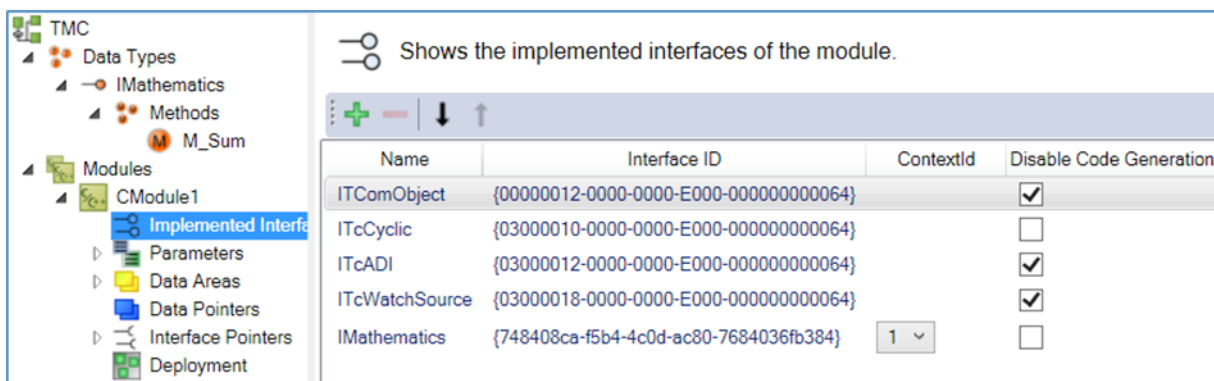 TMC
Data Types
IMathematics
Methods
M
M_Sum
Modules
CModule1
Implemented Interfa
Parameters
Data Areas
Data Pointers
Interface Pointers
Deployment
Shows the implemented interfaces of the module.
Name Interface ID ContextId Disable Code Generation
ITComObject {00000012-0000-0000-E000-000000000064}
ITcCyclic {03000010-0000-0000-E000-000000000064}
ITcADI {03000012-0000-0000-E000-000000000064}
ITcWatchSource {03000018-0000-0000-E000-000000000064}
IMathematics {748408ca-f5b4-4c0d-ac80-7684036fb384} 1